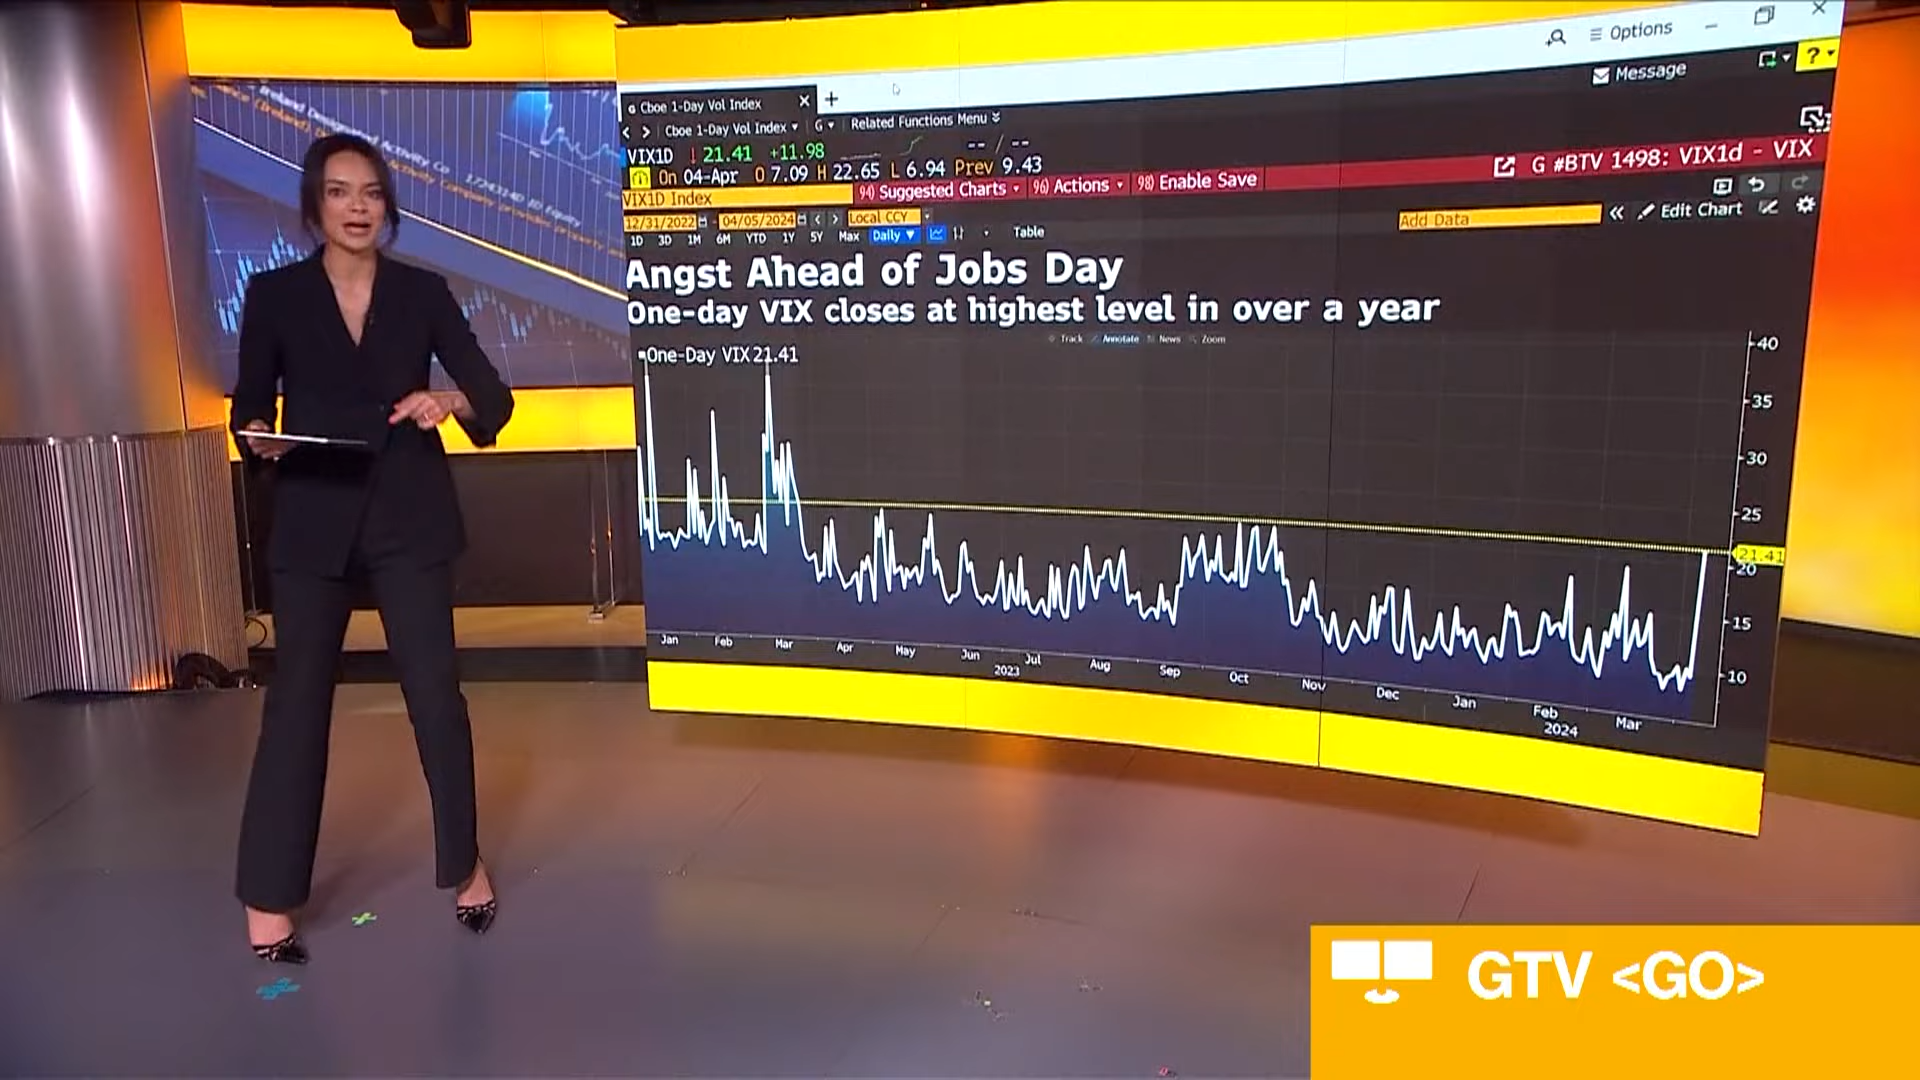 Ireland Designated Activity Co
Options
Message
Cboe 1-Day Vol Index
Cboe 1-Day Vol Index G Related Functions Menu
VIX1D 21.41 +11.98 -- / --
On 04-Apr O 7.09 H 22.65 L 6.94 Prev 9.43
G #BTV 1498: VIX1d - VIX
VIX1D Index 94) Suggested Charts 96) Actions 98) Enable Save
12/31/2022 - 04/05/2024 Local CCY
Add Data Edit Chart
1D 3D 1M 6M YTD 1Y 5Y Max Daily Table
Angst Ahead of Jobs Day
One-day VIX closes at highest level in over a year
Track Annotate News Zoom
One-Day VIX 21.41
40
35
30
25
21.41
20
15
10
Jan Feb Mar Apr May Jun Jul Aug Sep Oct Nov Dec Jan Feb Mar
2023 2024
GTV <GO>